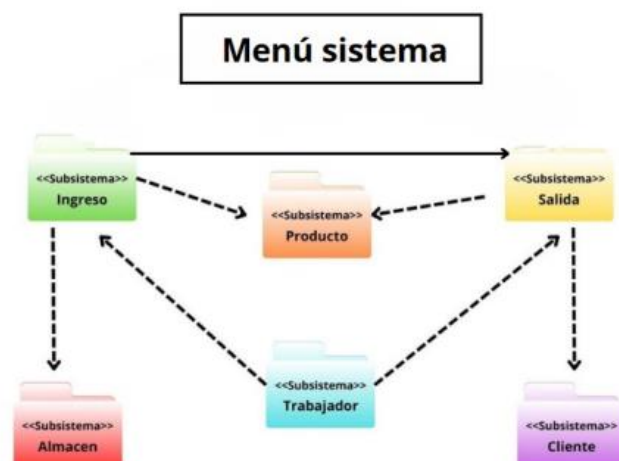 Menú sistema
<<Subsistema>>
Ingreso
<<Subsistema>>
Producto
<<Subsistema>>
Salida
<<Subsistema>>
Almacen
<<Subsistema>>
Trabajador
<<Subsistema>>
Cliente